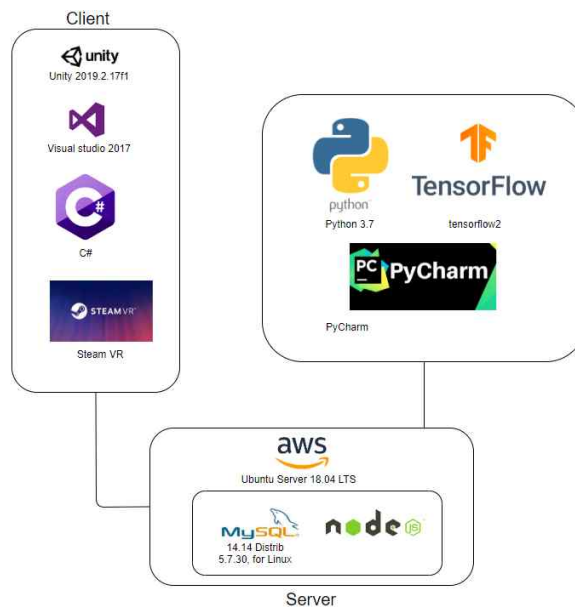 Client
unity
Unity 2019.2.17f1
Visual studio 2017
C#
C#
STEAMVR
Steam VR
python
Python 3.7
TensorFlow
tensorflow2
PC
PyCharm
PyCharm
aws
Ubuntu Server 18.04 LTS
MySQL
14.14 Distrib
5.7.30, for Linux
node
JS
Server